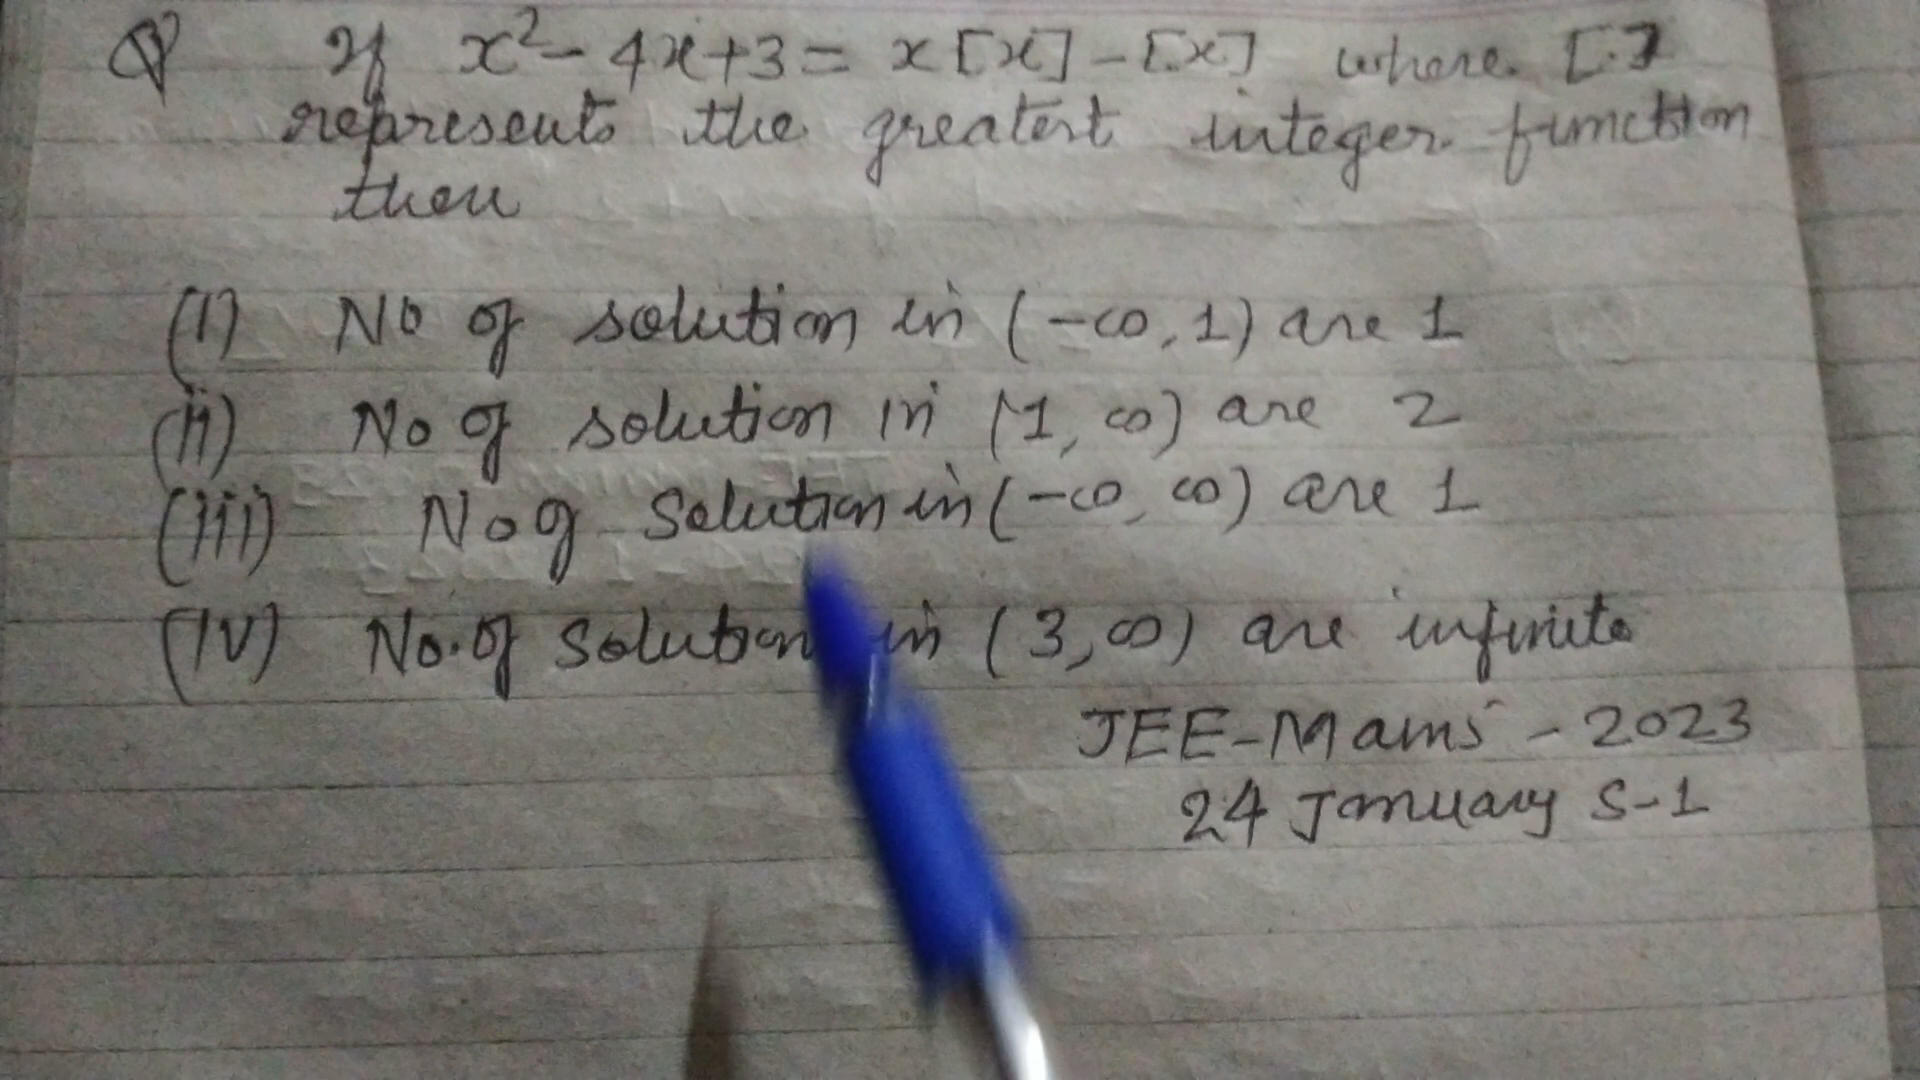 Q If x² - 4x + 3 = x [x] - [x] where [.]
represents the greatest integer function
then
(I) No of solution in (-∞, 1) are 1
(ii) No of solution in (1, ∞) are 2
(iii) No of Solution in (-∞, ∞) are 1
(IV) No. of Solution in (3, ∞) are infinite
JEE-Mains - 2023
24 January S-1